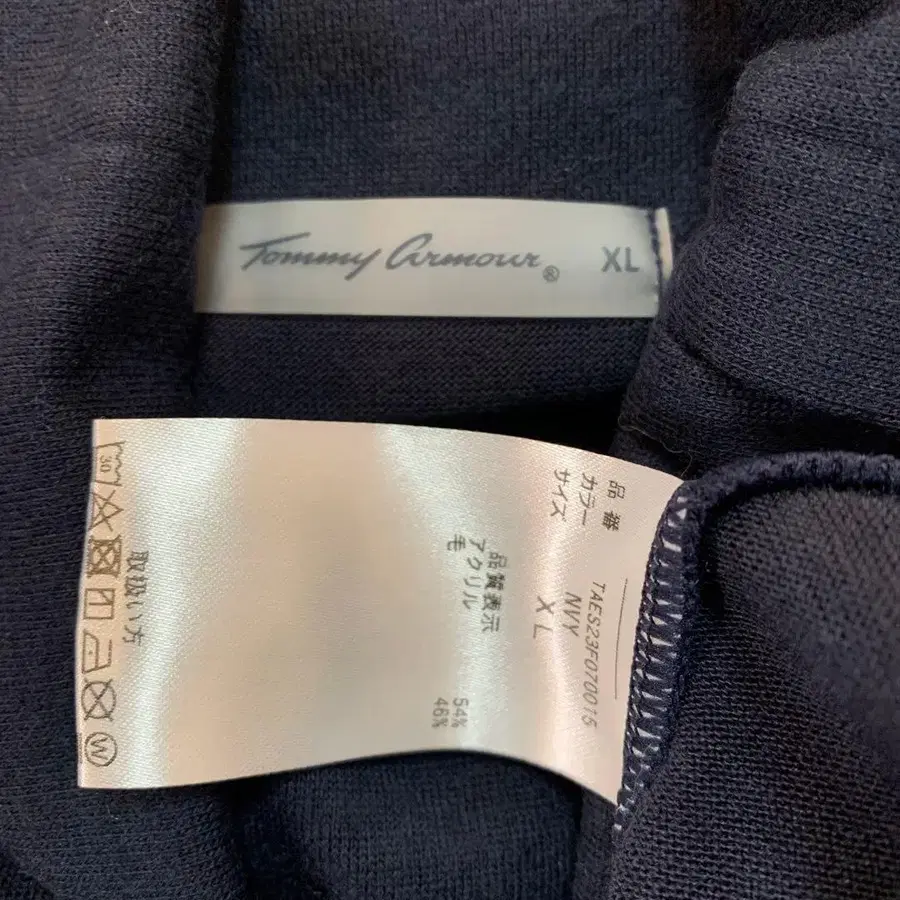 Tommy Armour® XL
品番 TAES23F070015
カラー NVY
サイズ XL
品質表示
アクリル 54%
毛 46%
取扱い方
30
W